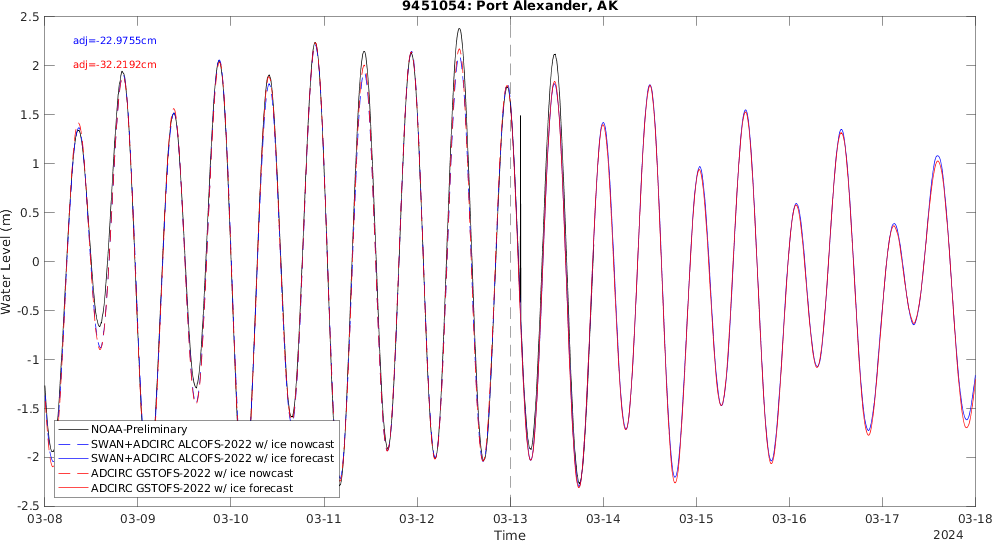 9451054: Port Alexander, AK
2.5
2
1.5
1
0.5
0
-0.5
-1
-1.5
-2
-2.5
Water Level (m)
adj=-22.9755cm
adj=-32.2192cm
NOAA-Preliminary
SWAN+ADCIRC ALCOFS-2022 w/ ice nowcast
SWAN+ADCIRC ALCOFS-2022 w/ ice forecast
ADCIRC GSTOFS-2022 w/ ice nowcast
ADCIRC GSTOFS-2022 w/ ice forecast
03-08 03-09 03-10 03-11 03-12 03-13 03-14 03-15 03-16 03-17 03-18
Time
2024